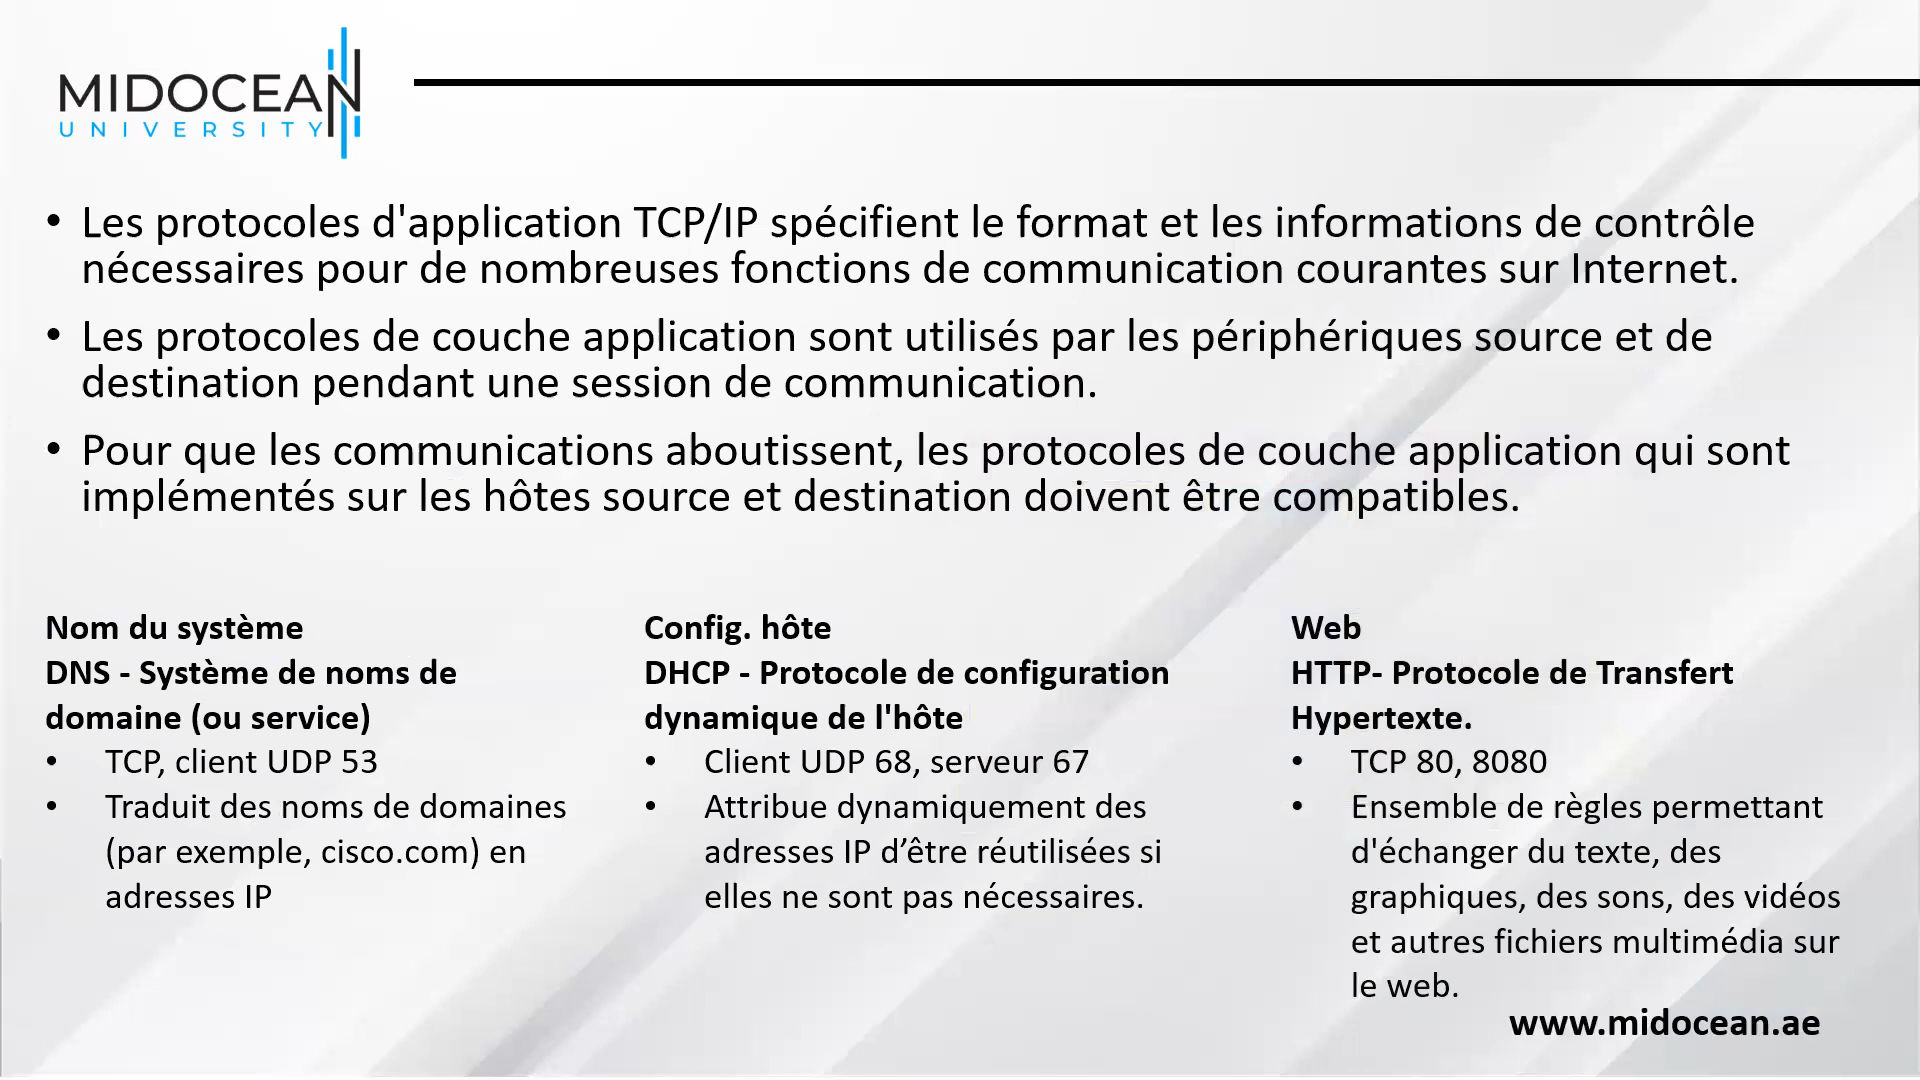 MIDOCEAN
UNIVERSITY
• Les protocoles d'application TCP/IP spécifient le format et les informations de contrôle
nécessaires pour de nombreuses fonctions de communication courantes sur Internet.
• Les protocoles de couche application sont utilisés par les périphériques source et de
destination pendant une session de communication.
• Pour que les communications aboutissent, les protocoles de couche application qui sont
implémentés sur les hôtes source et destination doivent être compatibles.
Nom du système
DNS - Système de noms de
domaine (ou service)
• TCP, client UDP 53
• Traduit des noms de domaines
(par exemple, cisco.com) en
adresses IP
Config. hôte
DHCP - Protocole de configuration
dynamique de l'hôte
• Client UDP 68, serveur 67
• Attribue dynamiquement des
adresses IP d’être réutilisées si
elles ne sont pas nécessaires.
Web
HTTP- Protocole de Transfert
Hypertexte.
• TCP 80, 8080
• Ensemble de règles permettant
d'échanger du texte, des
graphiques, des sons, des vidéos
et autres fichiers multimédia sur
le web.
www.midocean.ae